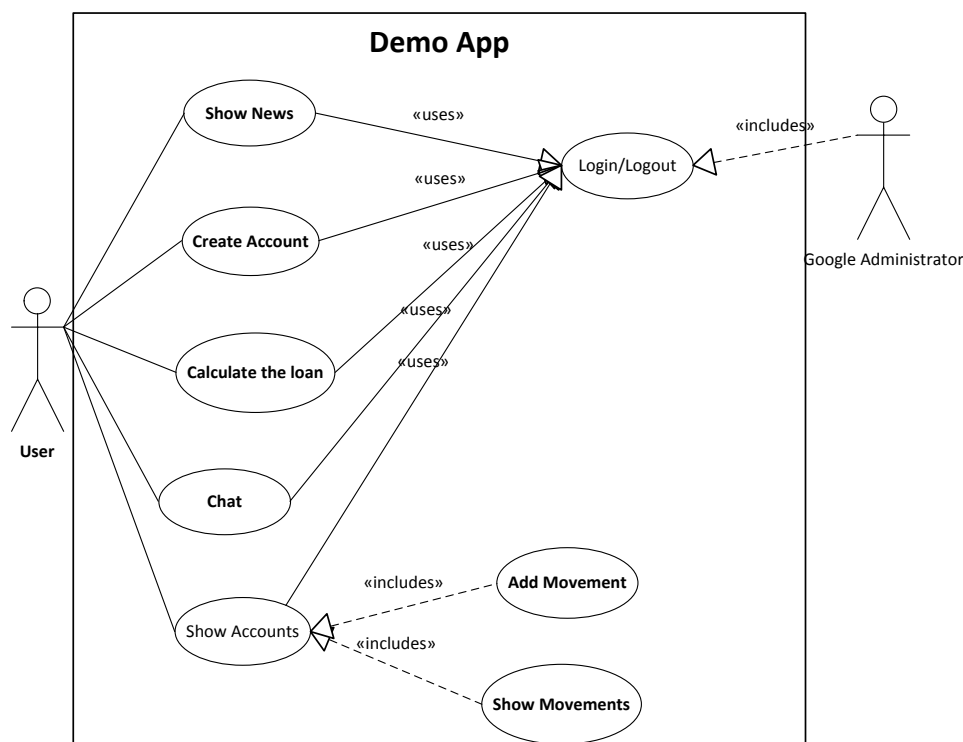 Demo App
Show News
«uses»
Login/Logout
«includes»
Google Administrator
«uses»
Create Account
«uses»
Calculate the loan
«uses»
«uses»
User
Chat
Show Accounts
«includes»
Add Movement
«includes»
Show Movements